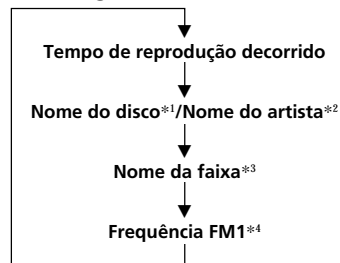 Tempo de reprodução decorrido
Nome do disco*1/Nome do artista*2
Nome da faixa*3
Frequência FM1*4